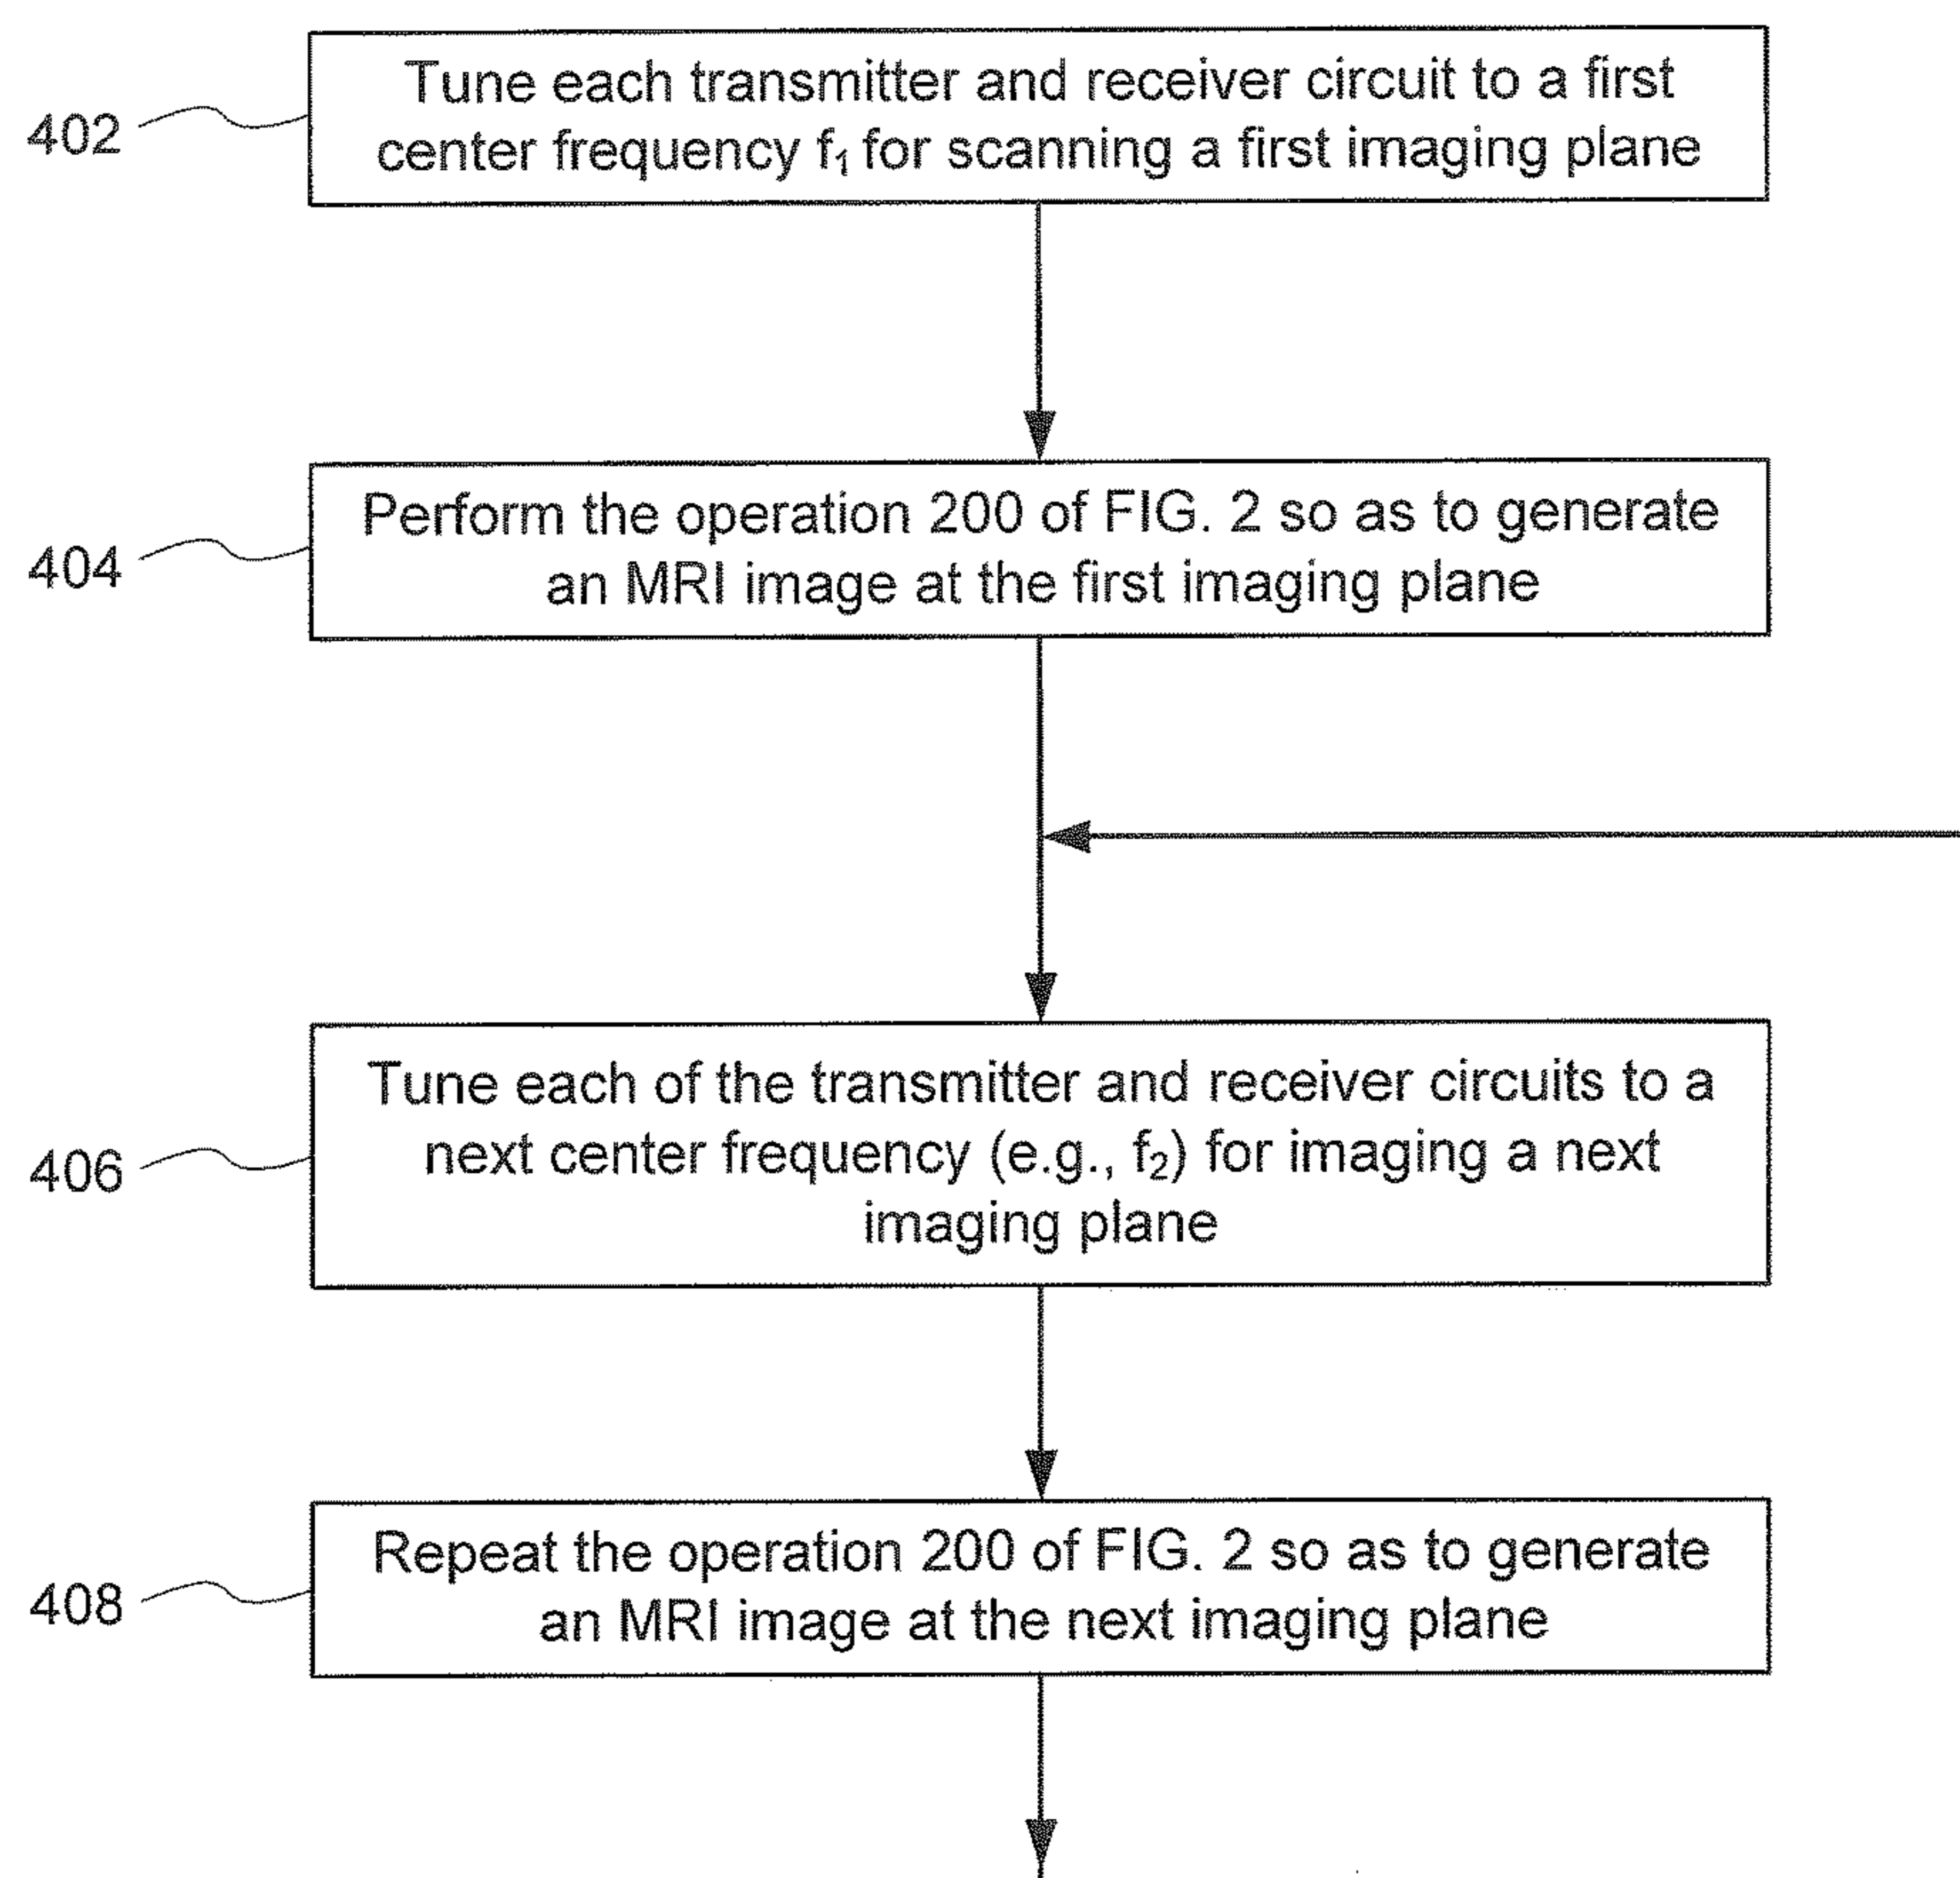 Tune each transmitter and receiver circuit to a first
center frequency f₁ for scanning a first imaging plane
402
Perform the operation 200 of FIG. 2 so as to generate
an MRI image at the first imaging plane
404
Tune each of the transmitter and receiver circuits to a
next center frequency (e.g., f₂) for imaging a next
imaging plane
406
Repeat the operation 200 of FIG. 2 so as to generate
an MRI image at the next imaging plane
408